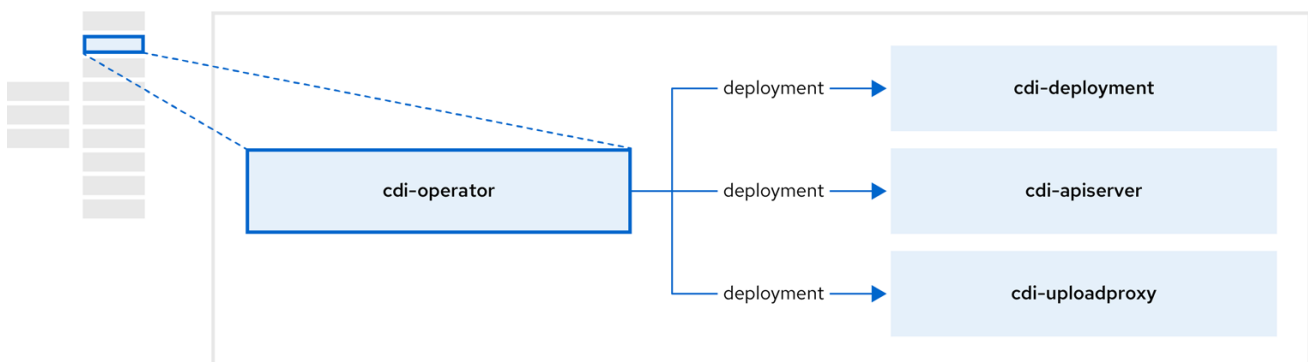 deployment
cdi-deployment
cdi-operator
deployment
cdi-apiserver
deployment
cdi-uploadproxy